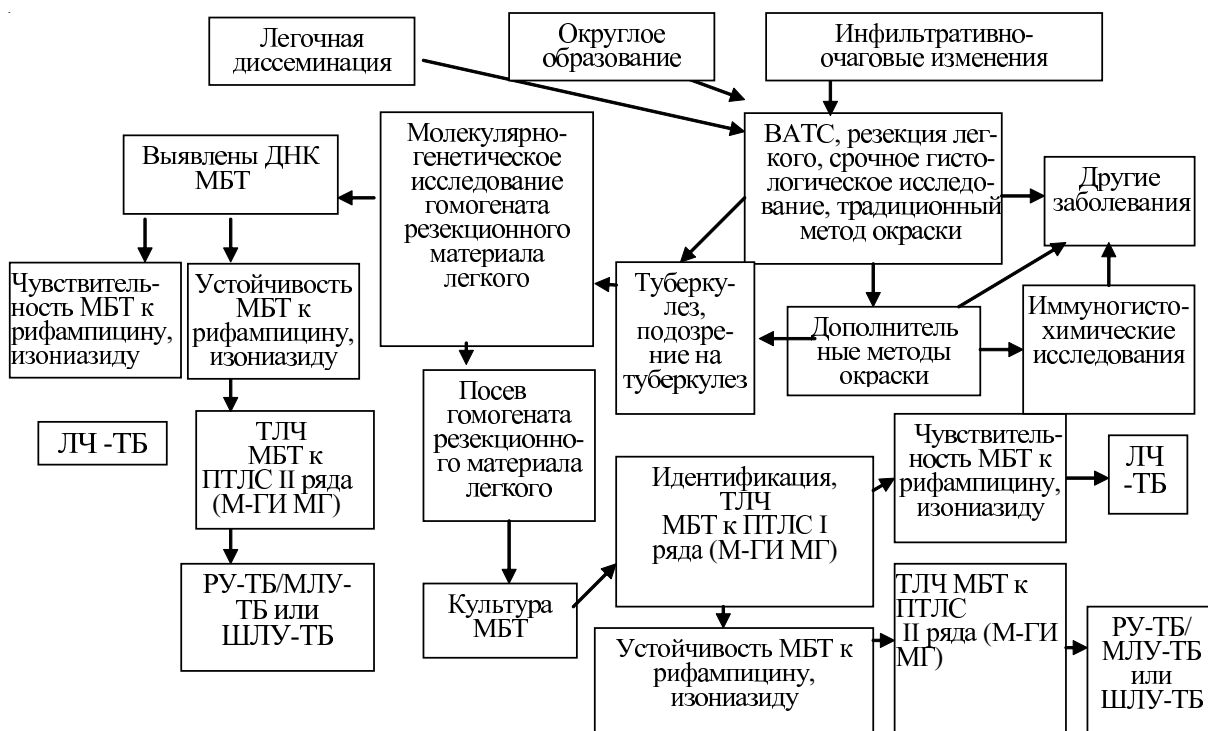 Легочная
диссеминация
Округлое
образование
Инфильтративно-
очаговые изменения
Выявлены ДНК
МБТ
Молекулярно-
генетическое
исследование
гомогената
резекционного
материала
легкого
ВАТС, резекция лег-
кого, срочное гисто-
логическое исследо-
вание, традиционный
метод окраски
Другие
заболевания
Чувствитель-
ность МБТ к
рифампицину,
изониазиду
Устойчивость
МБТ к
рифампицину,
изониазиду
Туберку-
лез,
подозре-
ние на
туберкулез
Дополнитель
ные методы
окраски
Иммуногисто-
химические
исследования
ЛЧ -ТБ
ТЛЧ
МБТ к
ПТЛС II ряда
(М-ГИ МГ)
Посев
гомогената
резекционно-
го материала
легкого
Идентификация,
ТЛЧ
МБТ к ПТЛС I
ряда (М-ГИ МГ)
Чувствитель-
ность МБТ к
рифампицину,
изониазиду
ЛЧ
-ТБ
РУ-ТБ/МЛУ-
ТБ или
ШЛУ-ТБ
Культура
МБТ
Устойчивость МБТ к
рифампицину,
изониазиду
ТЛЧ МБТ к
ПТЛС
II ряда (М-ГИ
МГ)
РУ-ТБ/
МЛУ-ТБ
или
ШЛУ-ТБ